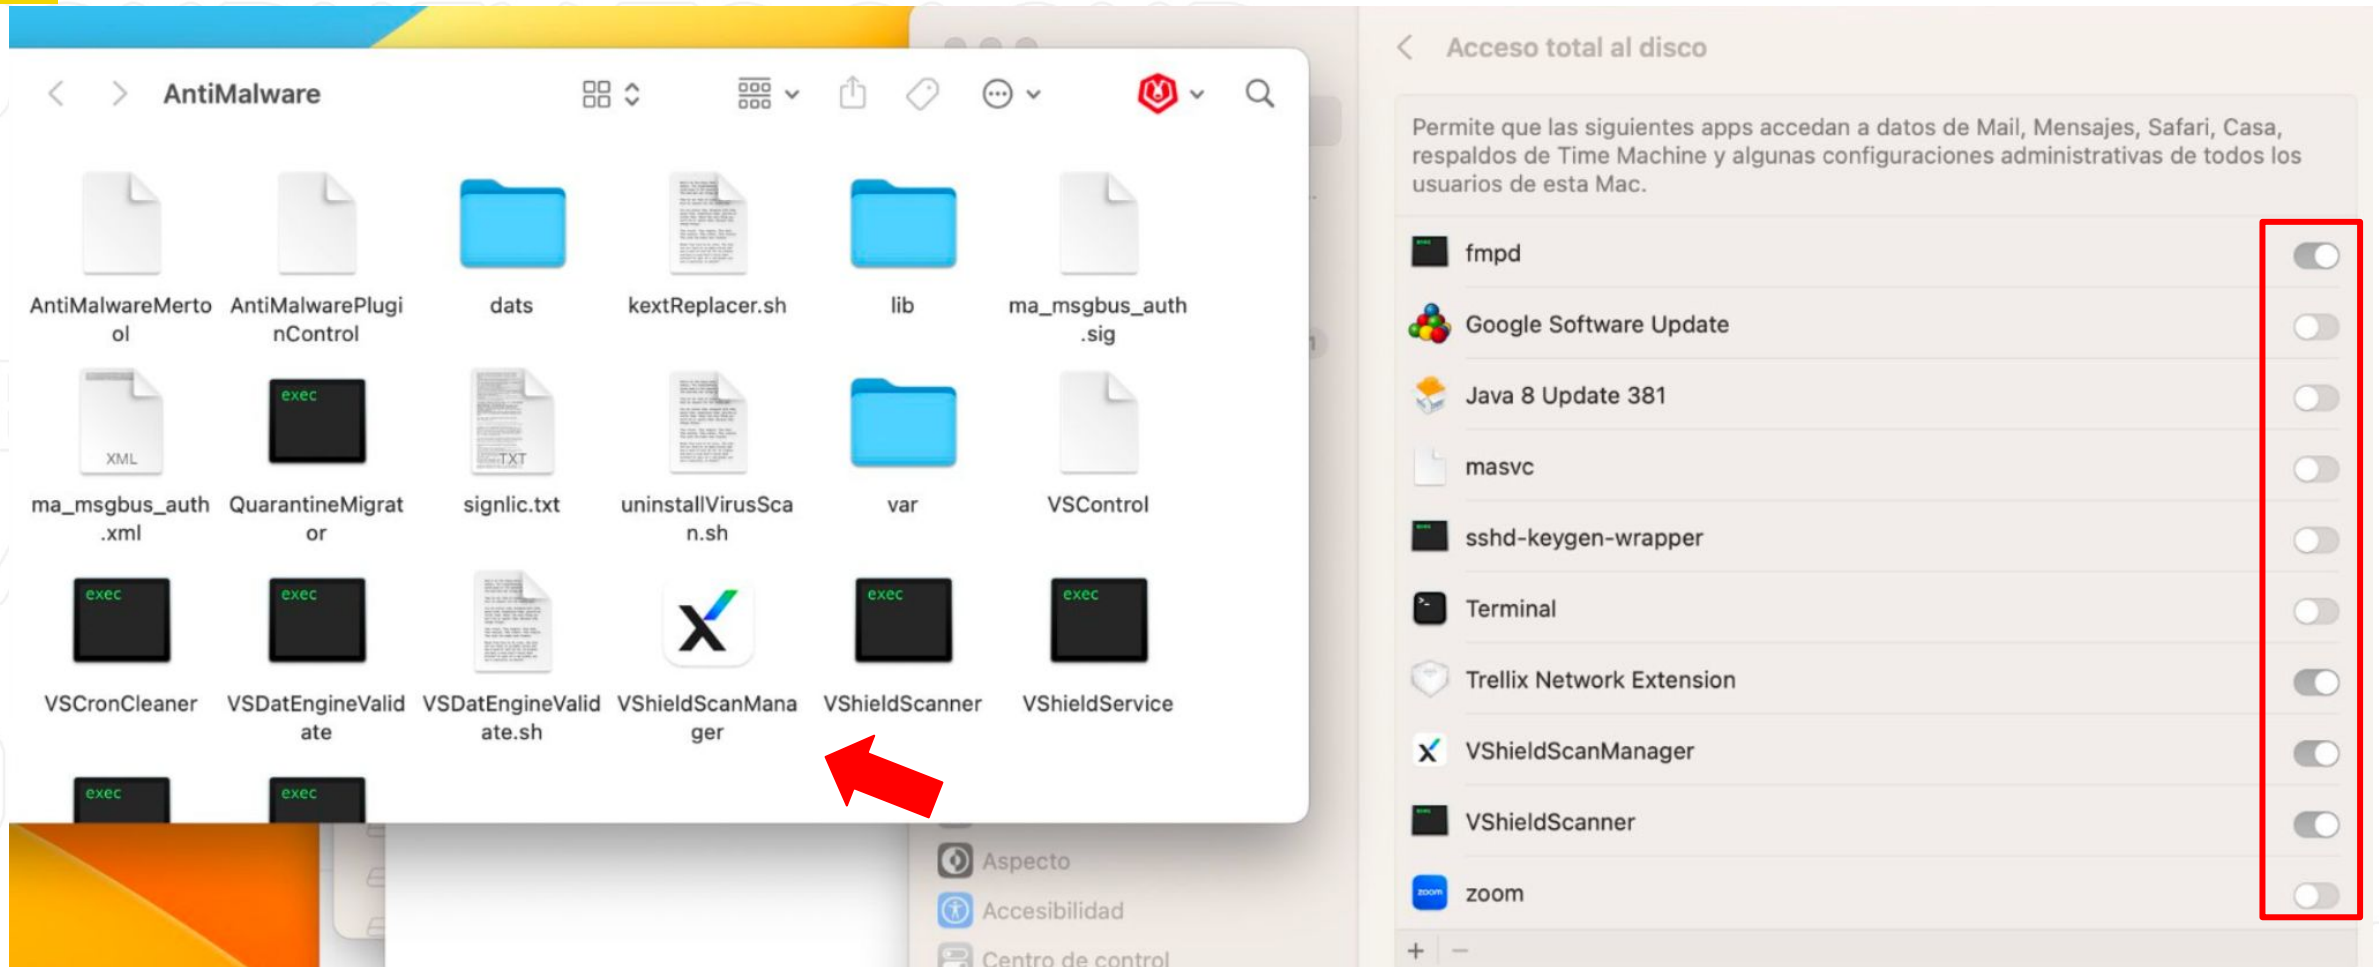 AntiMalware
AntiMalwareMerto
ol
AntiMalwarePlugi
nControl
dats
kextReplacer.sh
lib
ma_msgbus_auth
.sig
XML
ma_msgbus_auth
.xml
exec
QuarantineMigrat
or
TXT
signlic.txt
uninstallVirusSca
n.sh
var
VSControl
exec
VSCronCleaner
exec
VSDatEngineValid
ate
VSDatEngineValid
ate.sh
VShieldScanMana
ger
exec
VShieldScanner
exec
VShieldService
exec
exec
Aspecto
Accesibilidad
Centro de control
Acceso total al disco
Permite que las siguientes apps accedan a datos de Mail, Mensajes, Safari, Casa,
respaldos de Time Machine y algunas configuraciones administrativas de todos los
usuarios de esta Mac.
fmpd
Google Software Update
Java 8 Update 381
masvc
sshd-keygen-wrapper
Terminal
Trellix Network Extension
VShieldScanManager
VShieldScanner
zoom
zoom